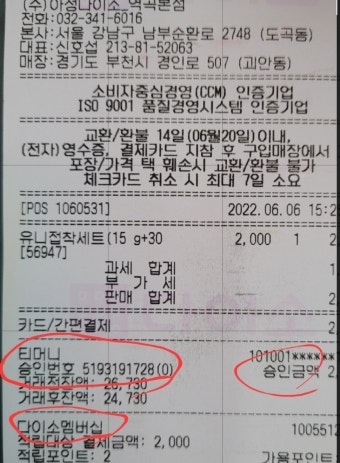 (주)아성다이소_역곡본점
전화:032-341-6016
본사:서울 강남구 남부순환로 2748 (도곡동)
대표:신호섭 213-81-52063
매장:경기도 부천시 경인로 507 (괴안동)
소비자중심경영(CCM) 인증기업
ISO 9001 품질경영시스템 인증기업
교환/환불 14일(06월20일)이내,
(전자)영수증, 결제카드 지참 후 구입매장에서
포장/가격 택 훼손시 교환/환불 불가
체크카드 취소 시 최대 7일 소요
[POS 1060531] 2022.06.06 15:2
유니접착세트(15 g+30 2,000 1 2
[56947]
과세 합계 1
부 가 세
판매 합계 2
카드/간편결제 2
티머니 101001******
승인번호 5193191728(0) 승인금액 2,
거래전잔액: 26,730
거래후잔액: 24,730
다이소멤버십 1005512
적립대상 결제금액: 2,000
적립포인트: 2 가용포인트